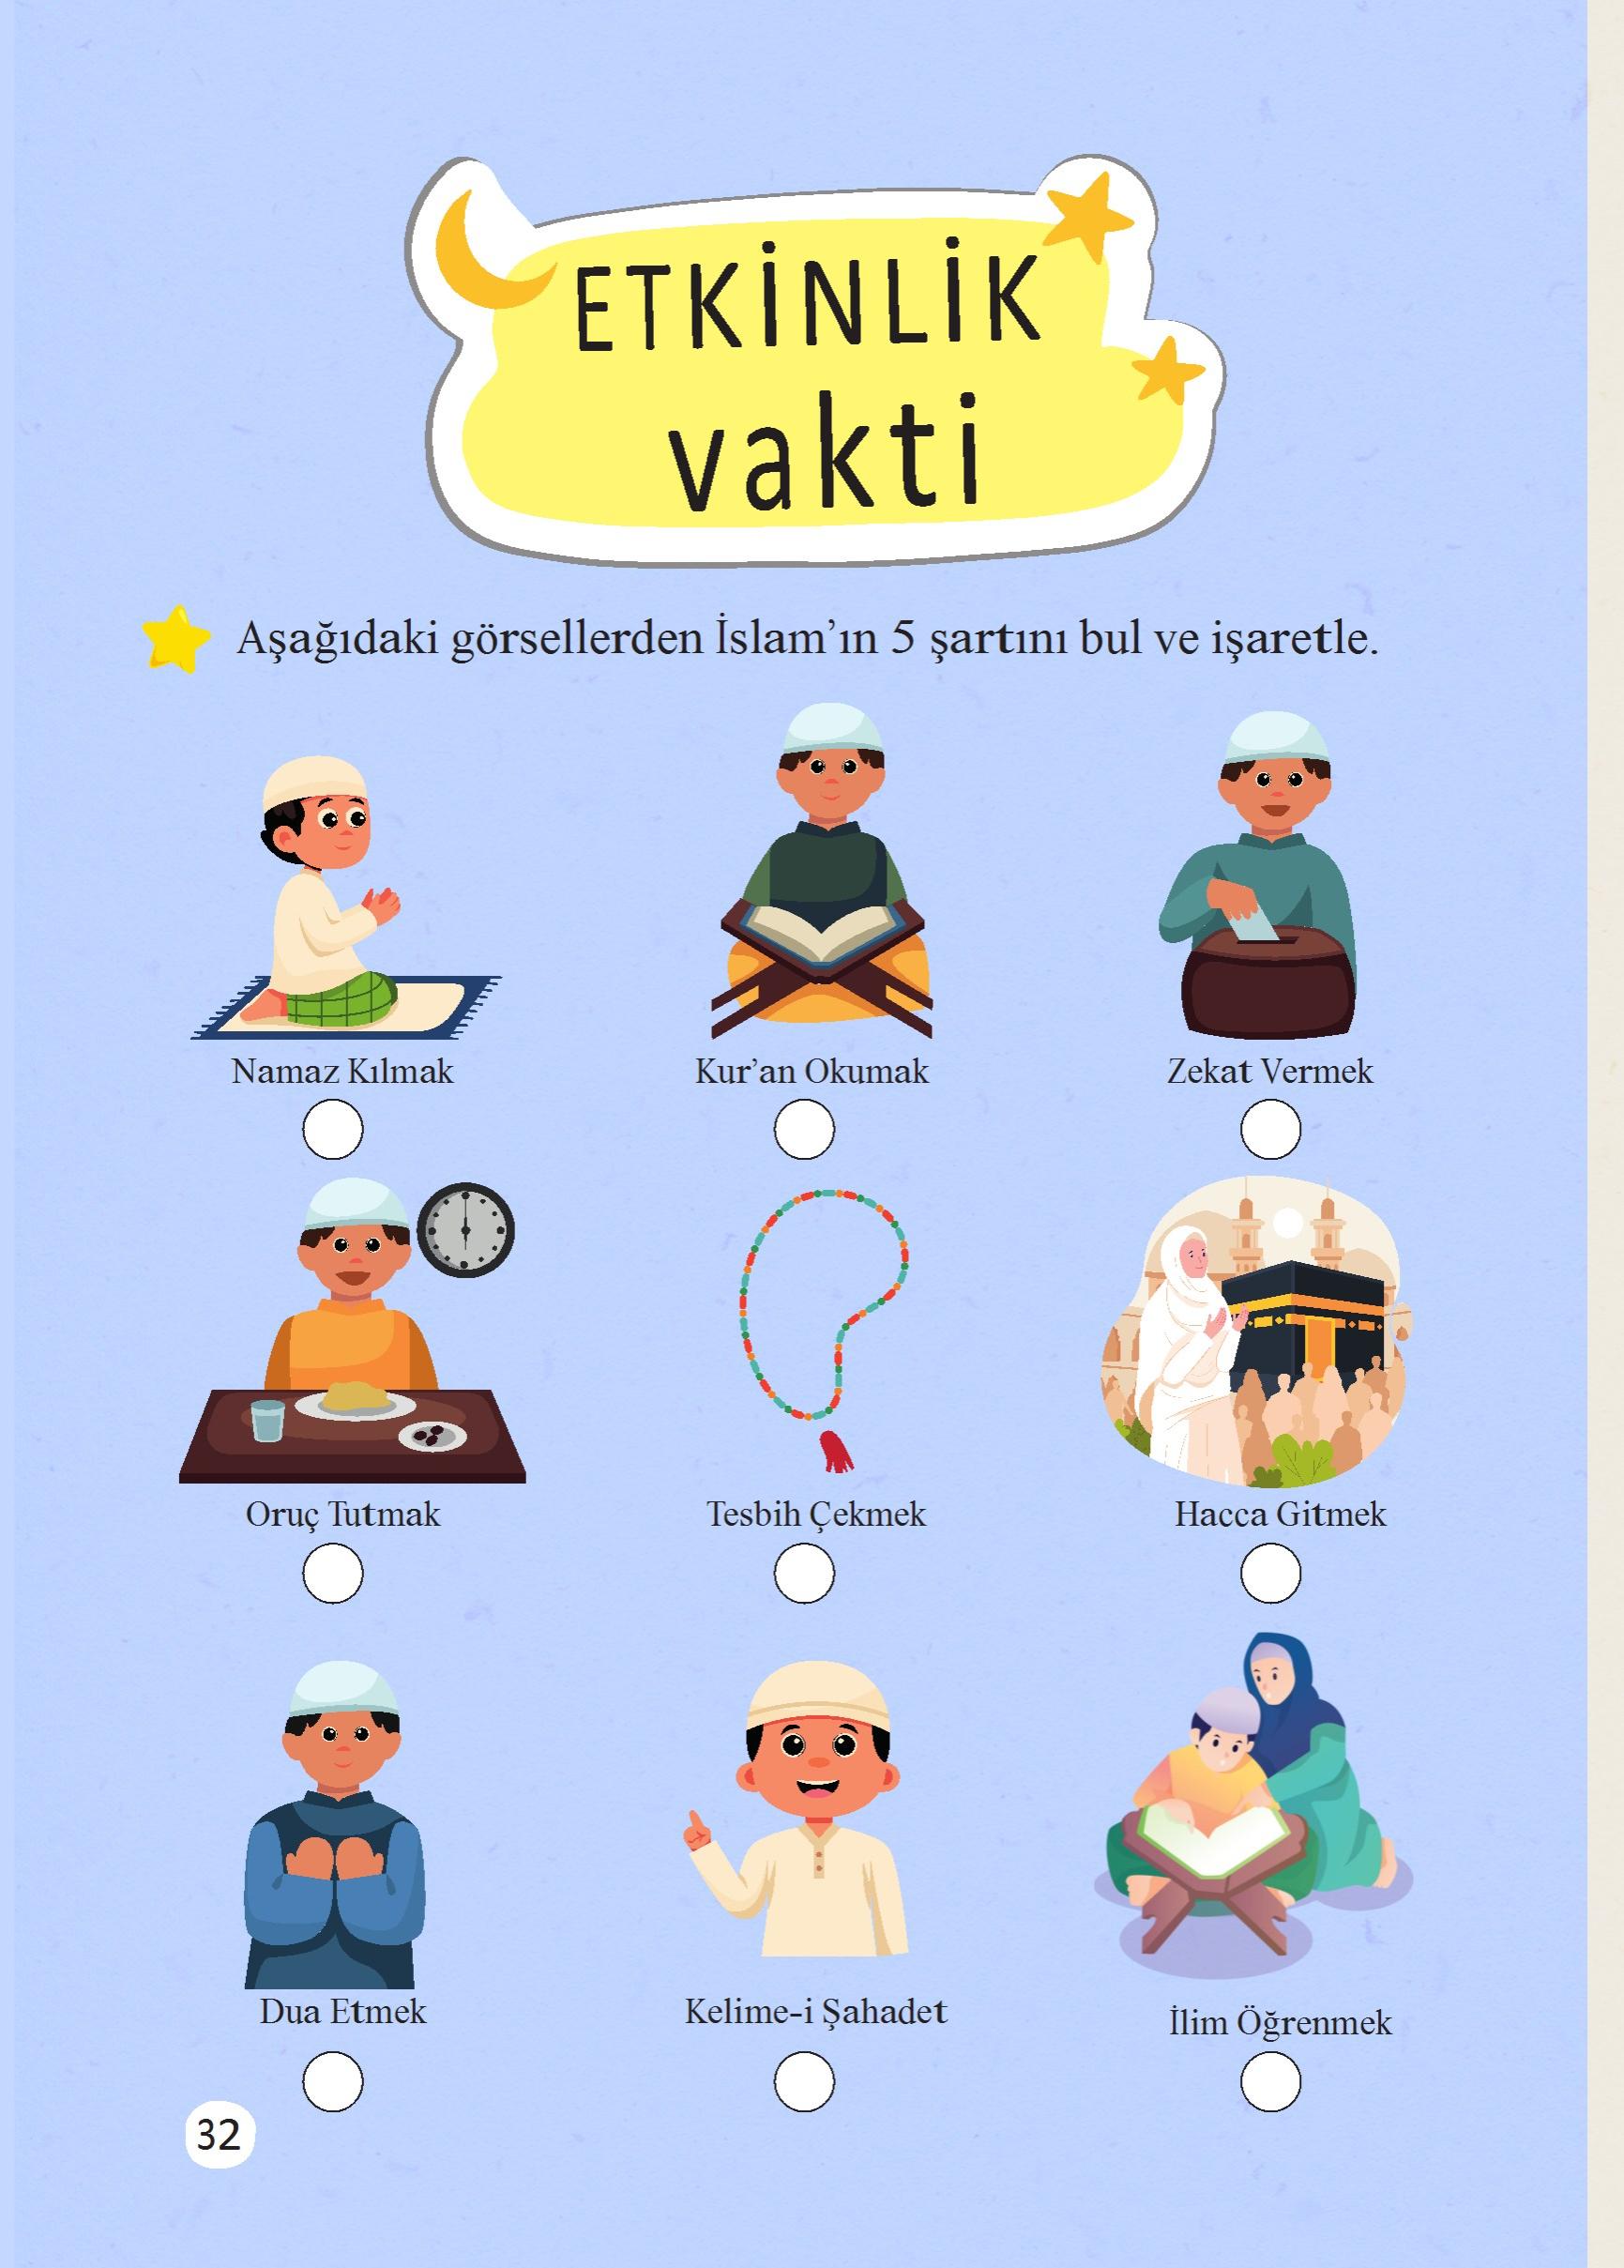 ETKİNLİK
vakti
Aşağıdaki görsellerden İslam’ın 5 şartını bul ve işaretle.
Namaz Kılmak
Kur’an Okumak
Zekat Vermek
Oruç Tutmak
Tesbih Çekmek
Hacca Gitmek
Dua Etmek
Kelime-i Şahadet
İlim Öğrenmek
32